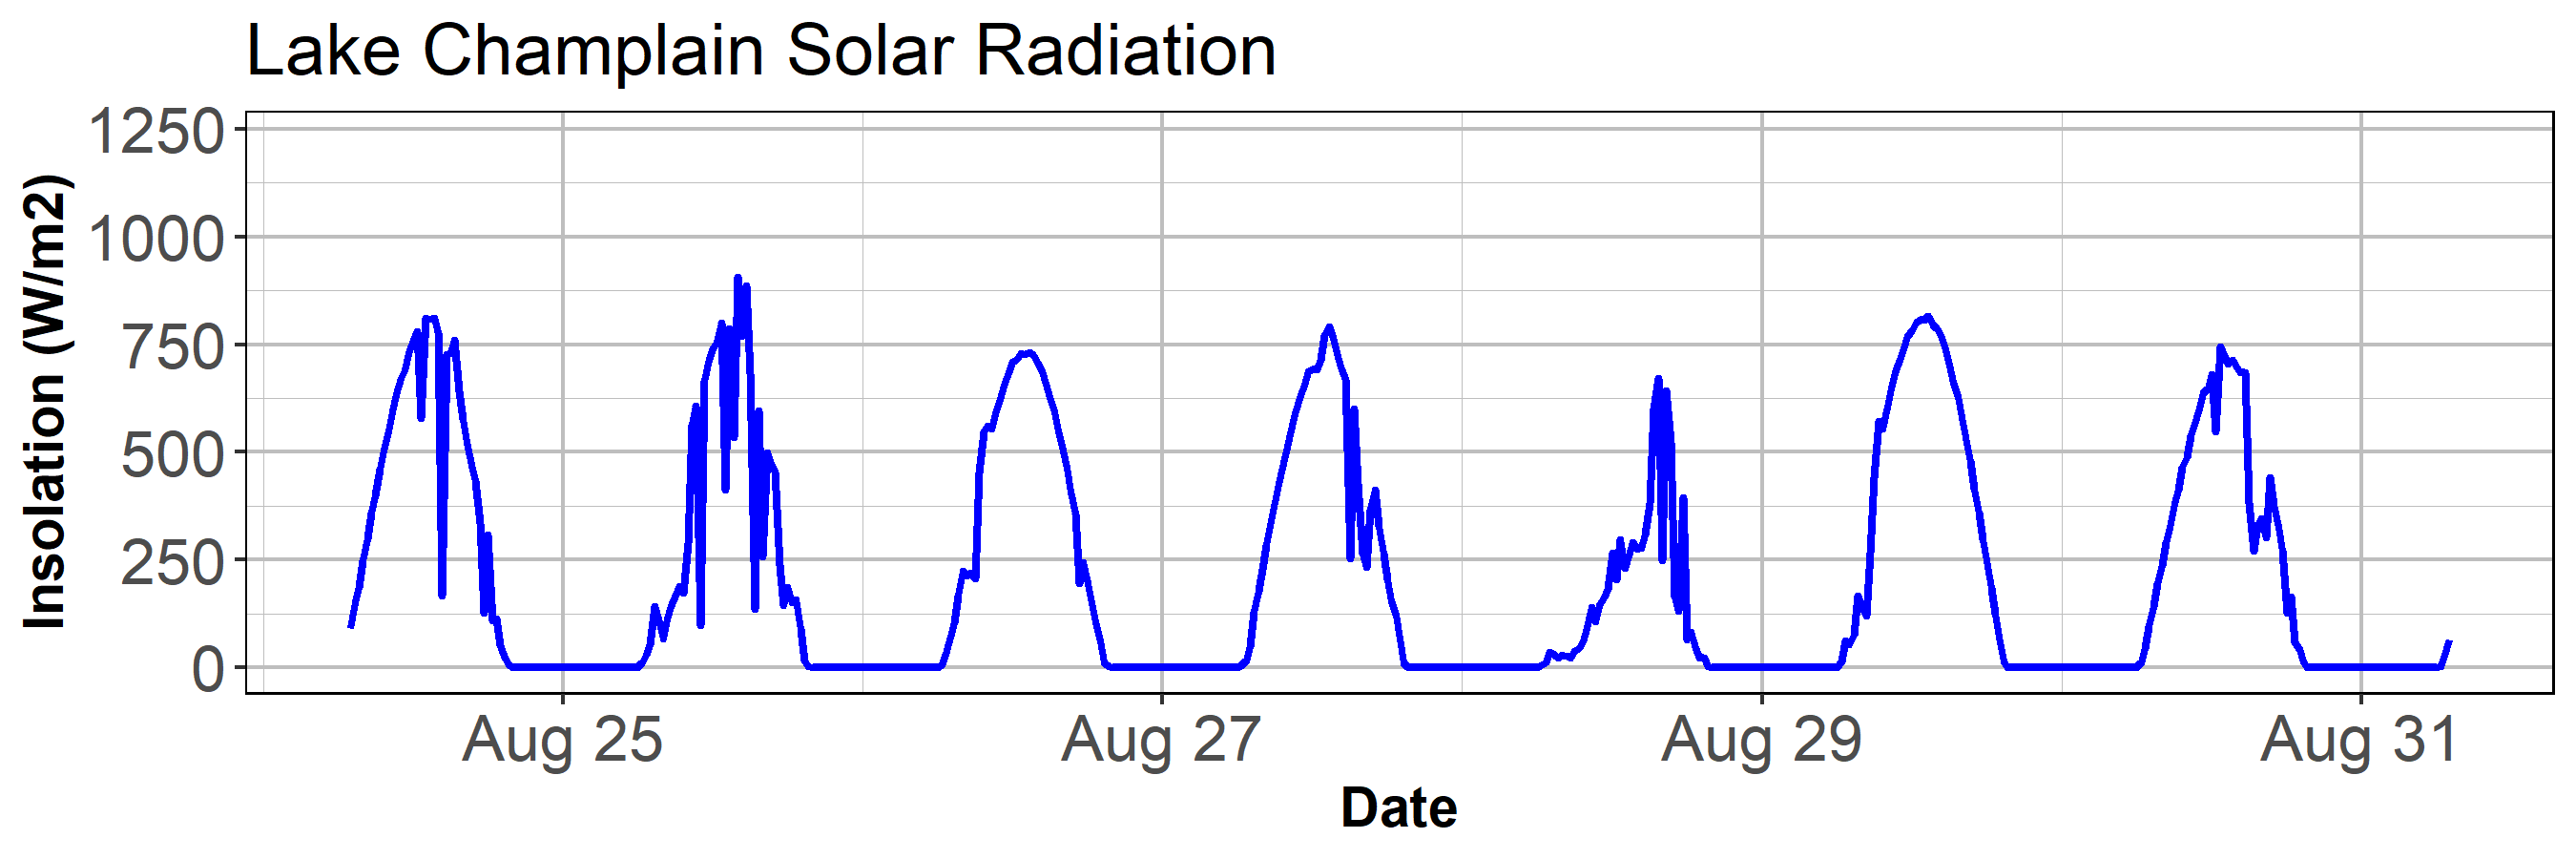 Lake Champlain Solar Radiation
1250
1000
750
500
250
0
Insolation (W/m2)
Aug 25 Aug 27 Aug 29 Aug 31
Date